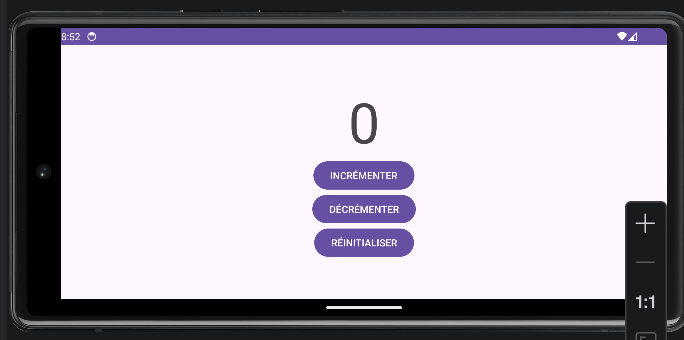 8:52
0
INCRÉMENTER
DÉCRÉMENTER
RÉINITIALISER
1:1